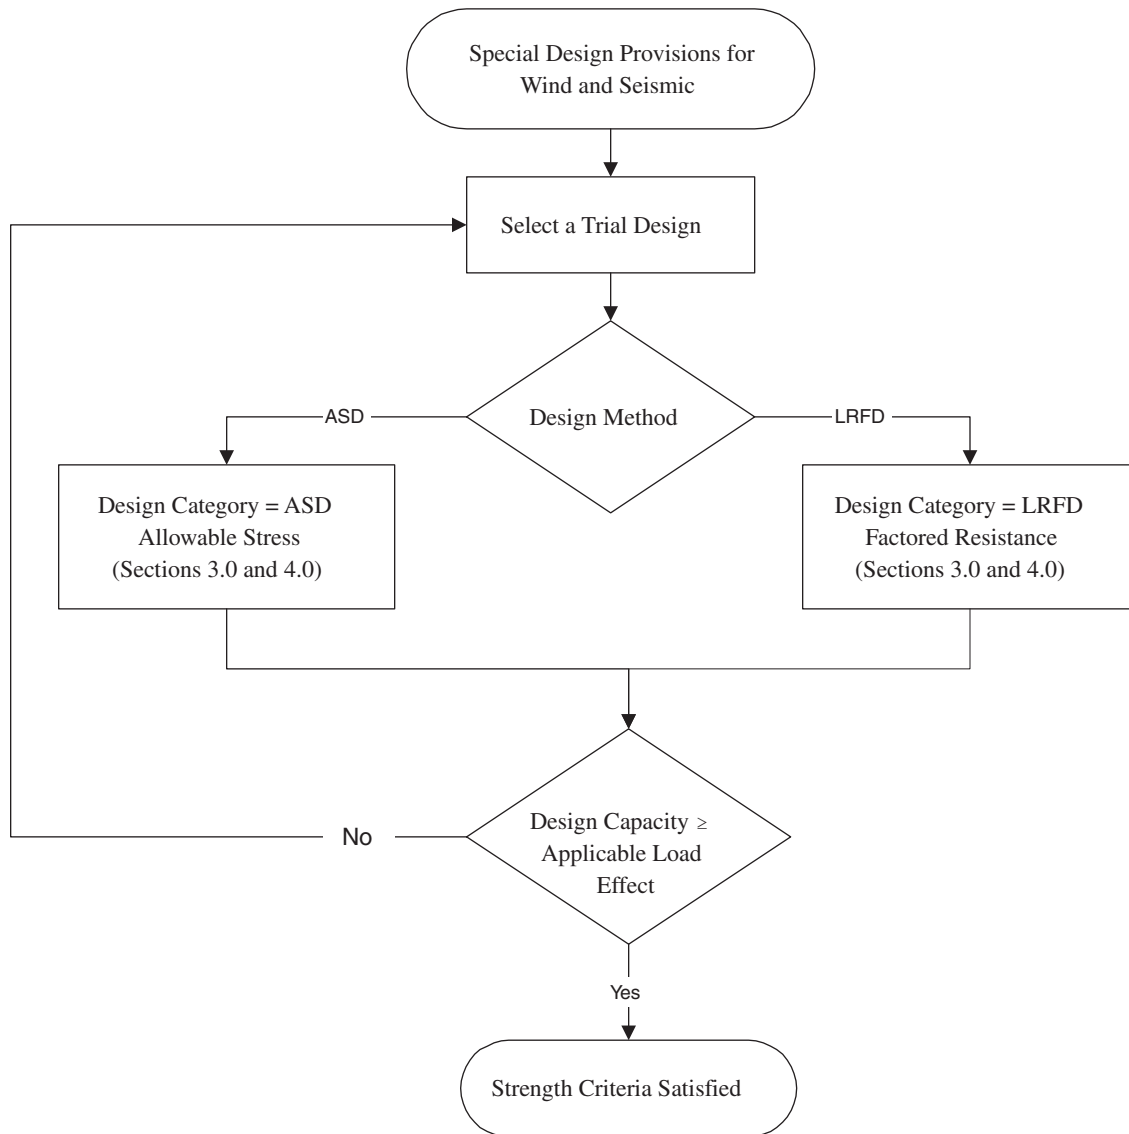 Special Design Provisions for
Wind and Seismic
Select a Trial Design
Design Method
ASD
LRFD
Design Category = ASD
Allowable Stress
(Sections 3.0 and 4.0)
Design Category = LRFD
Factored Resistance
(Sections 3.0 and 4.0)
Design Capacity ≥
Applicable Load
Effect
No
Yes
Strength Criteria Satisfied